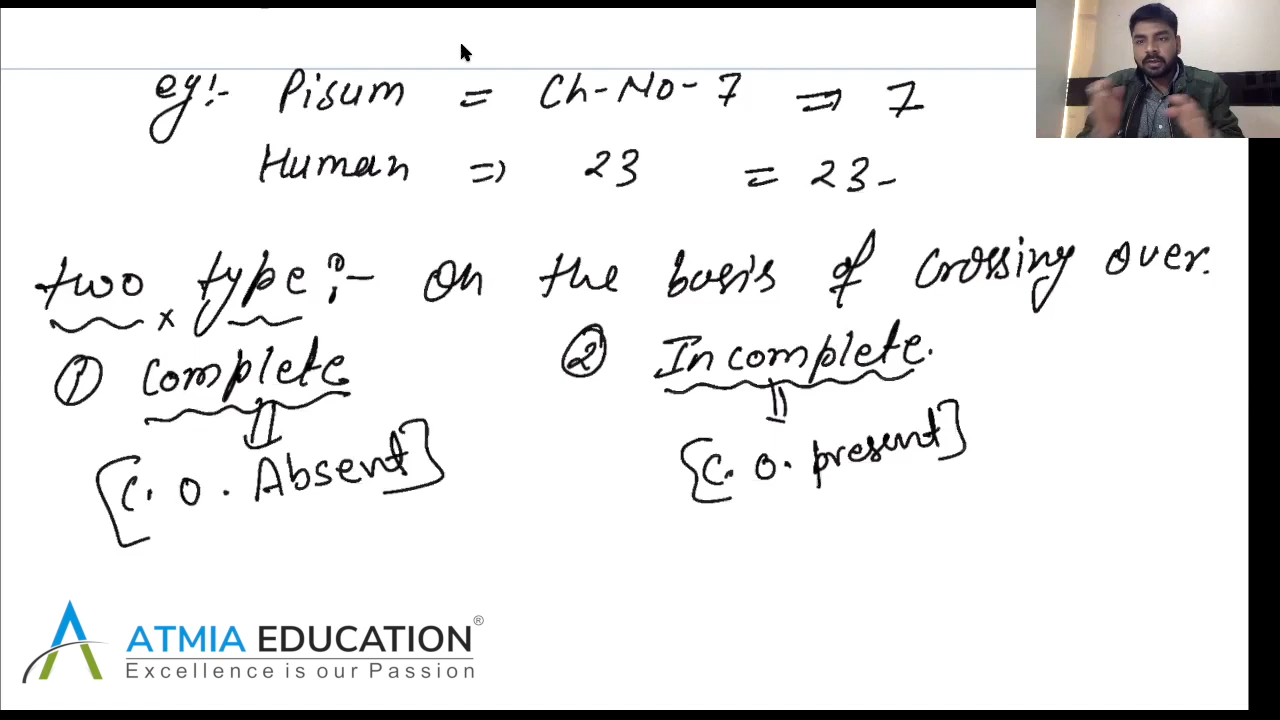 eg:- Pisum = Ch-No-7 => 7
Human => 23 = 23-
two type :- On the basis of Crossing over.
① Complete ② Incomplete.
[C. O. Absent] [C. O. present]
ATMIA EDUCATION®
Excellence is our Passion